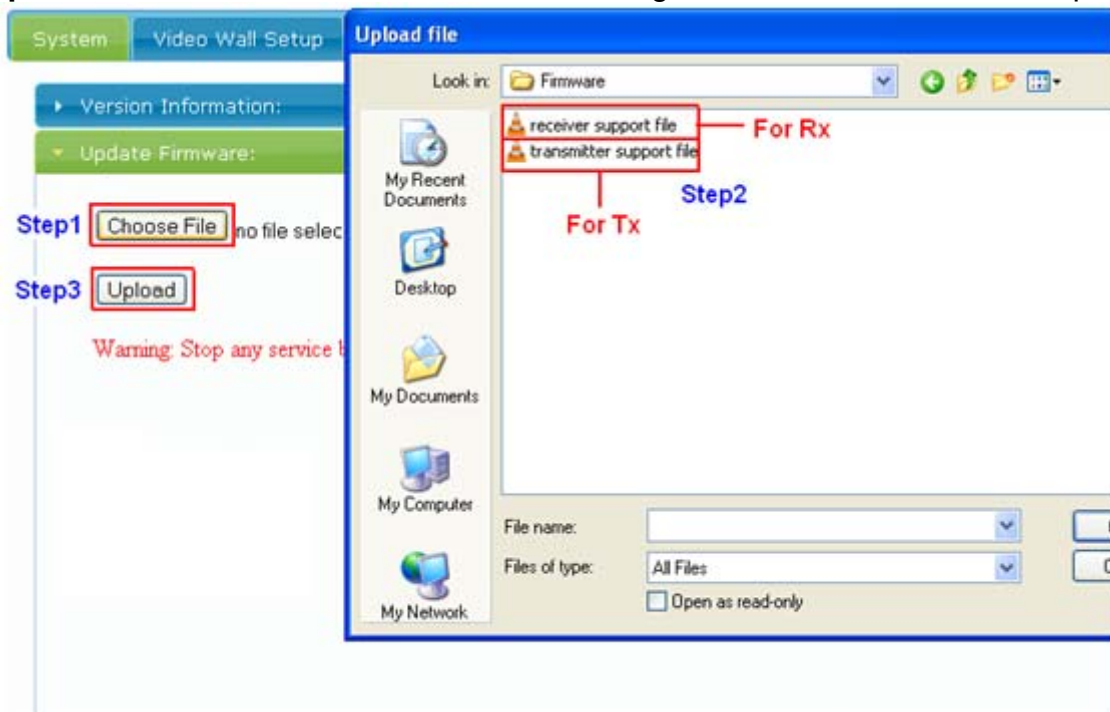 System Video Wall Setup
Upload file
Look in: Firmware
Version Information:
Update Firmware:
receiver support file
For Rx
transmitter support file
For Tx
Step2
My Recent Documents
Step1 Choose File no file selec
Desktop
Step3 Upload
Warning: Stop any service
My Documents
My Computer
File name:
Files of type: All Files
Open as read-only
My Network